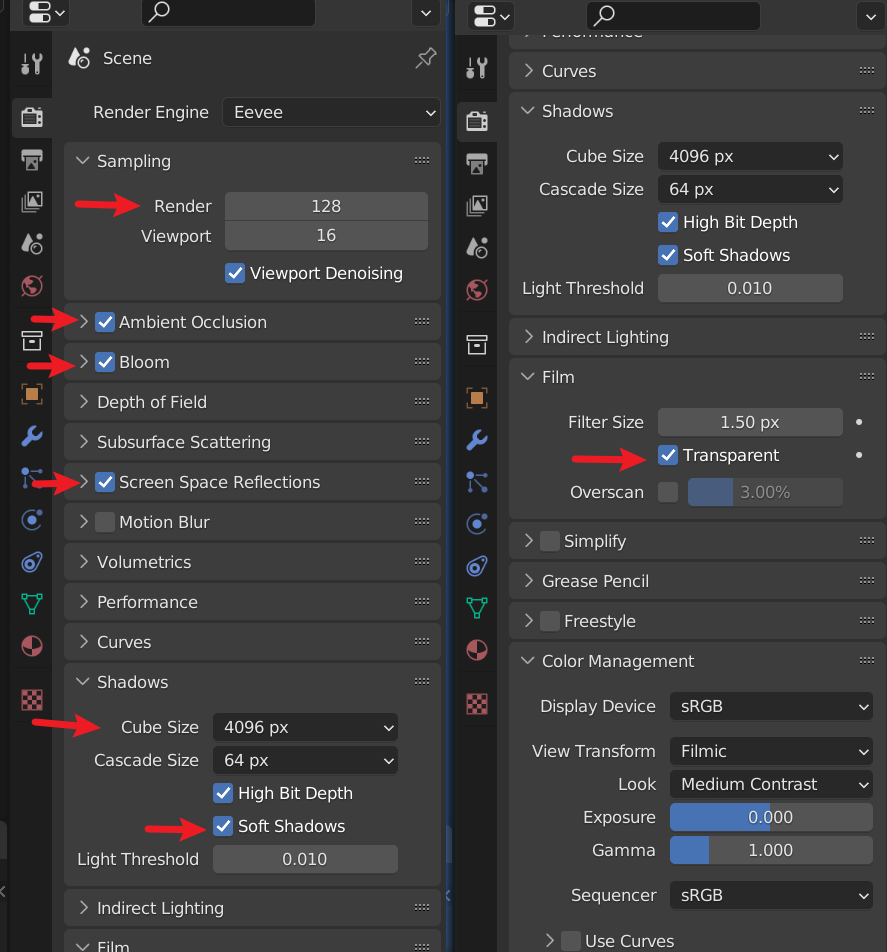 Scene
Render Engine Eevee
Sampling
Render 128
Viewport 16
Viewport Denoising
Ambient Occlusion
Bloom
Depth of Field
Subsurface Scattering
Screen Space Reflections
Motion Blur
Volumetrics
Performance
Curves
Shadows
Cube Size 4096 px
Cascade Size 64 px
High Bit Depth
Soft Shadows
Light Threshold 0.010
Indirect Lighting
Film
Performance
Curves
Shadows
Cube Size 4096 px
Cascade Size 64 px
High Bit Depth
Soft Shadows
Light Threshold 0.010
Indirect Lighting
Film
Filter Size 1.50 px
Transparent
Overscan 3.00%
Simplify
Grease Pencil
Freestyle
Color Management
Display Device sRGB
View Transform Filmic
Look Medium Contrast
Exposure 0.000
Gamma 1.000
Sequencer sRGB
Use Curves